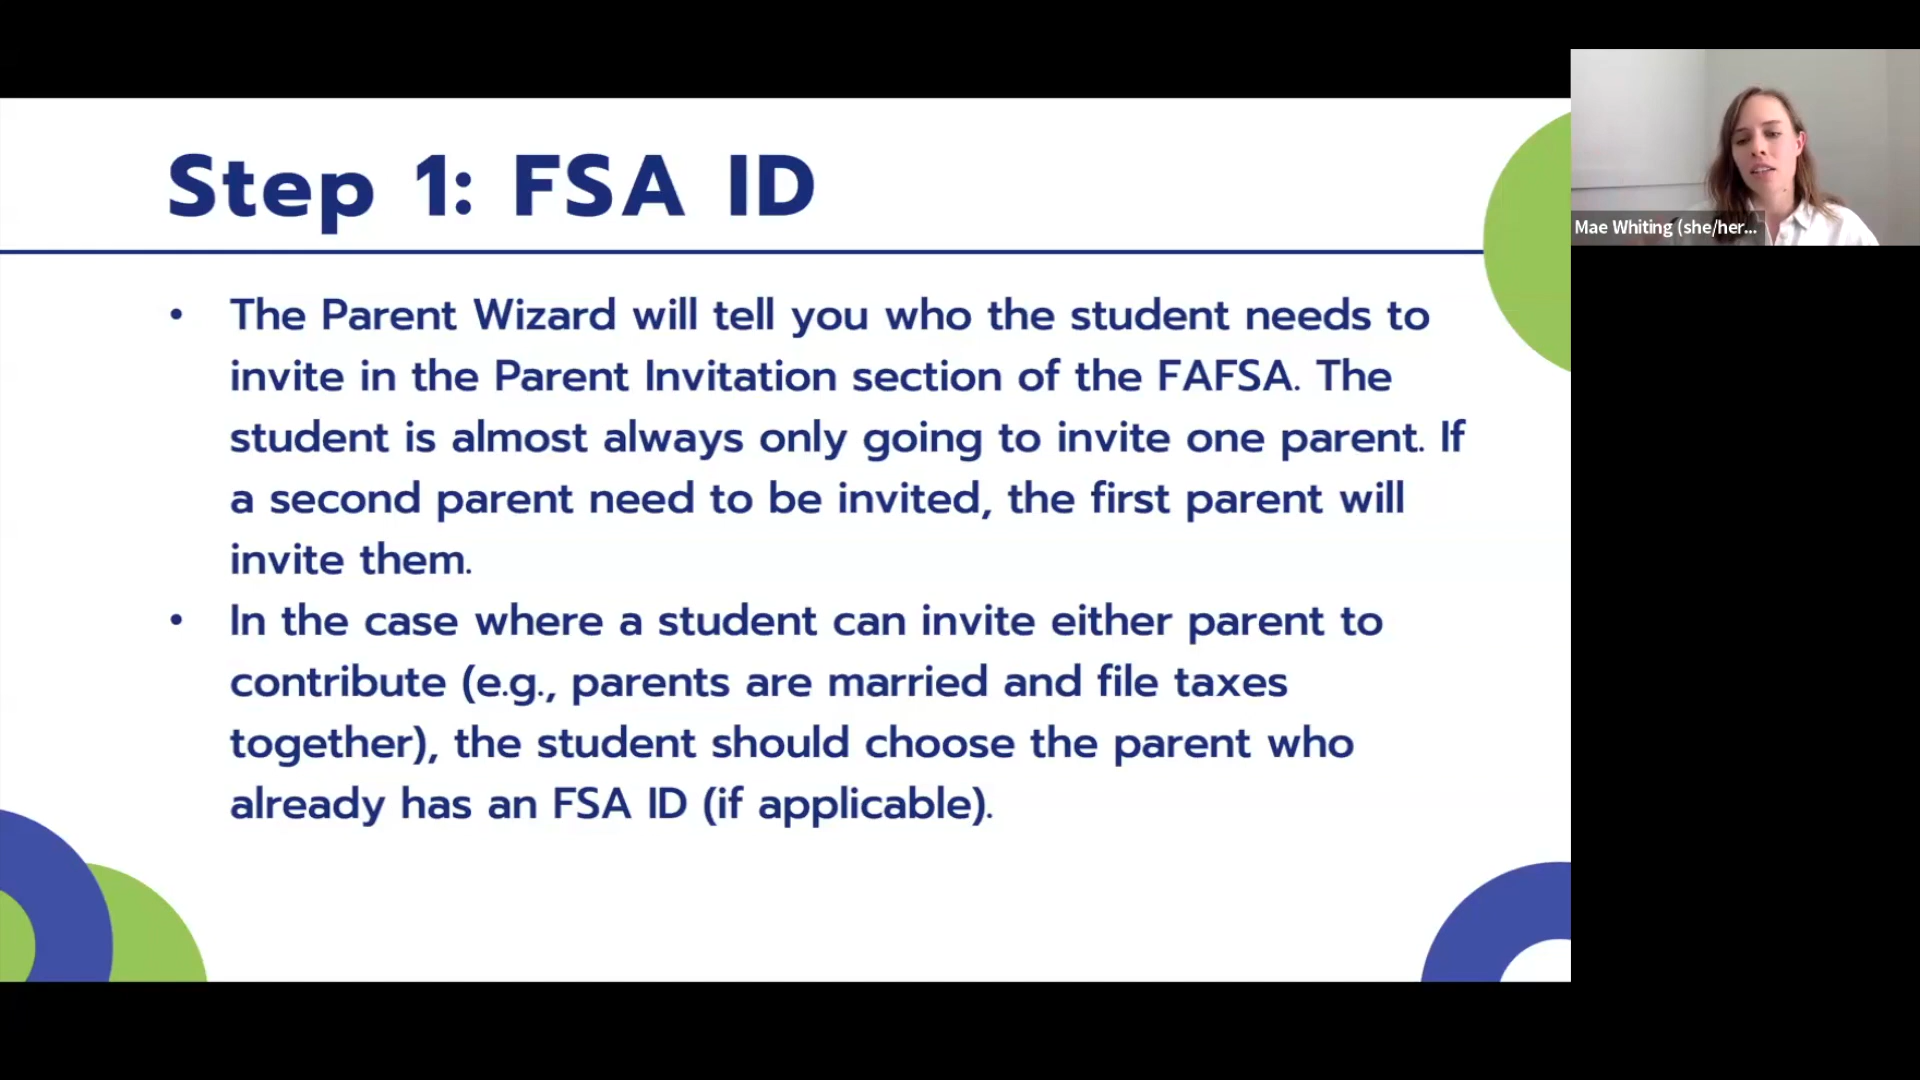 Step 1: FSA ID
• The Parent Wizard will tell you who the student needs to
invite in the Parent Invitation section of the FAFSA. The
student is almost always only going to invite one parent. If
a second parent need to be invited, the first parent will
invite them.
• In the case where a student can invite either parent to
contribute (e.g., parents are married and file taxes
together), the student should choose the parent who
already has an FSA ID (if applicable).
Mae Whiting (she/her...